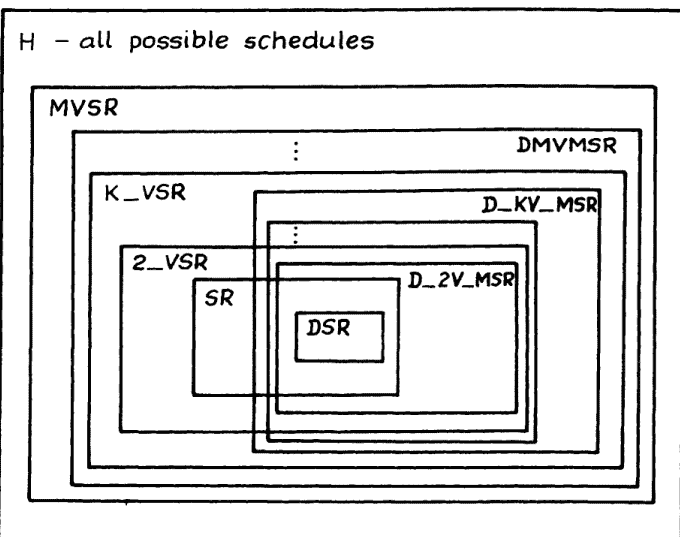 H - all possible schedules
MVSR
⋮ DMVMSR
K_VSR
D_KV_MSR
⋮
2_VSR
D_2V_MSR
SR
DSR